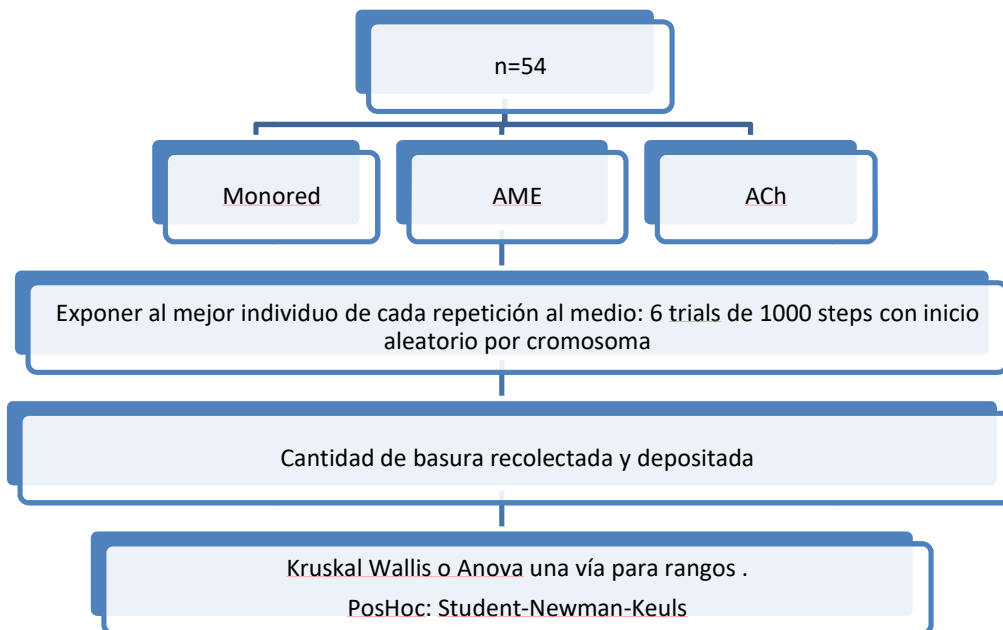 n=54
Monored
AME
ACh
Exponer al mejor individuo de cada repetición al medio: 6 trials de 1000 steps con inicio
aleatorio por cromosoma
Cantidad de basura recolectada y depositada
Kruskal Wallis o Anova una vía para rangos .
PosHoc: Student-Newman-Keuls